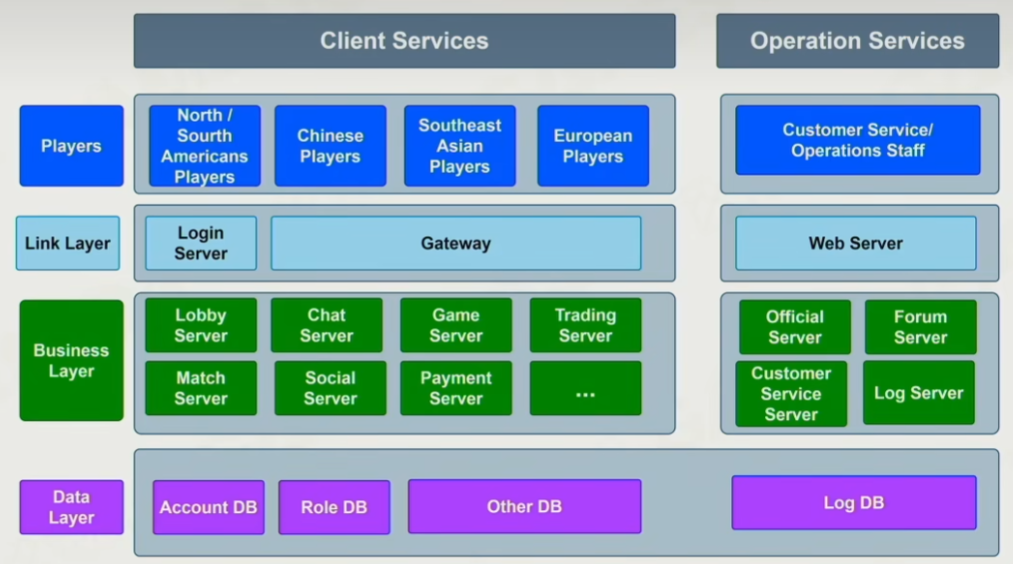 Client Services
Operation Services
Players
North /
Sourth
Americans
Players
Chinese
Players
Southeast
Asian
Players
European
Players
Customer Service/
Operations Staff
Link Layer
Login
Server
Gateway
Web Server
Business
Layer
Lobby
Server
Chat
Server
Game
Server
Trading
Server
Official
Server
Forum
Server
Match
Server
Social
Server
Payment
Server
...
Customer
Service
Server
Log Server
Data
Layer
Account DB
Role DB
Other DB
Log DB